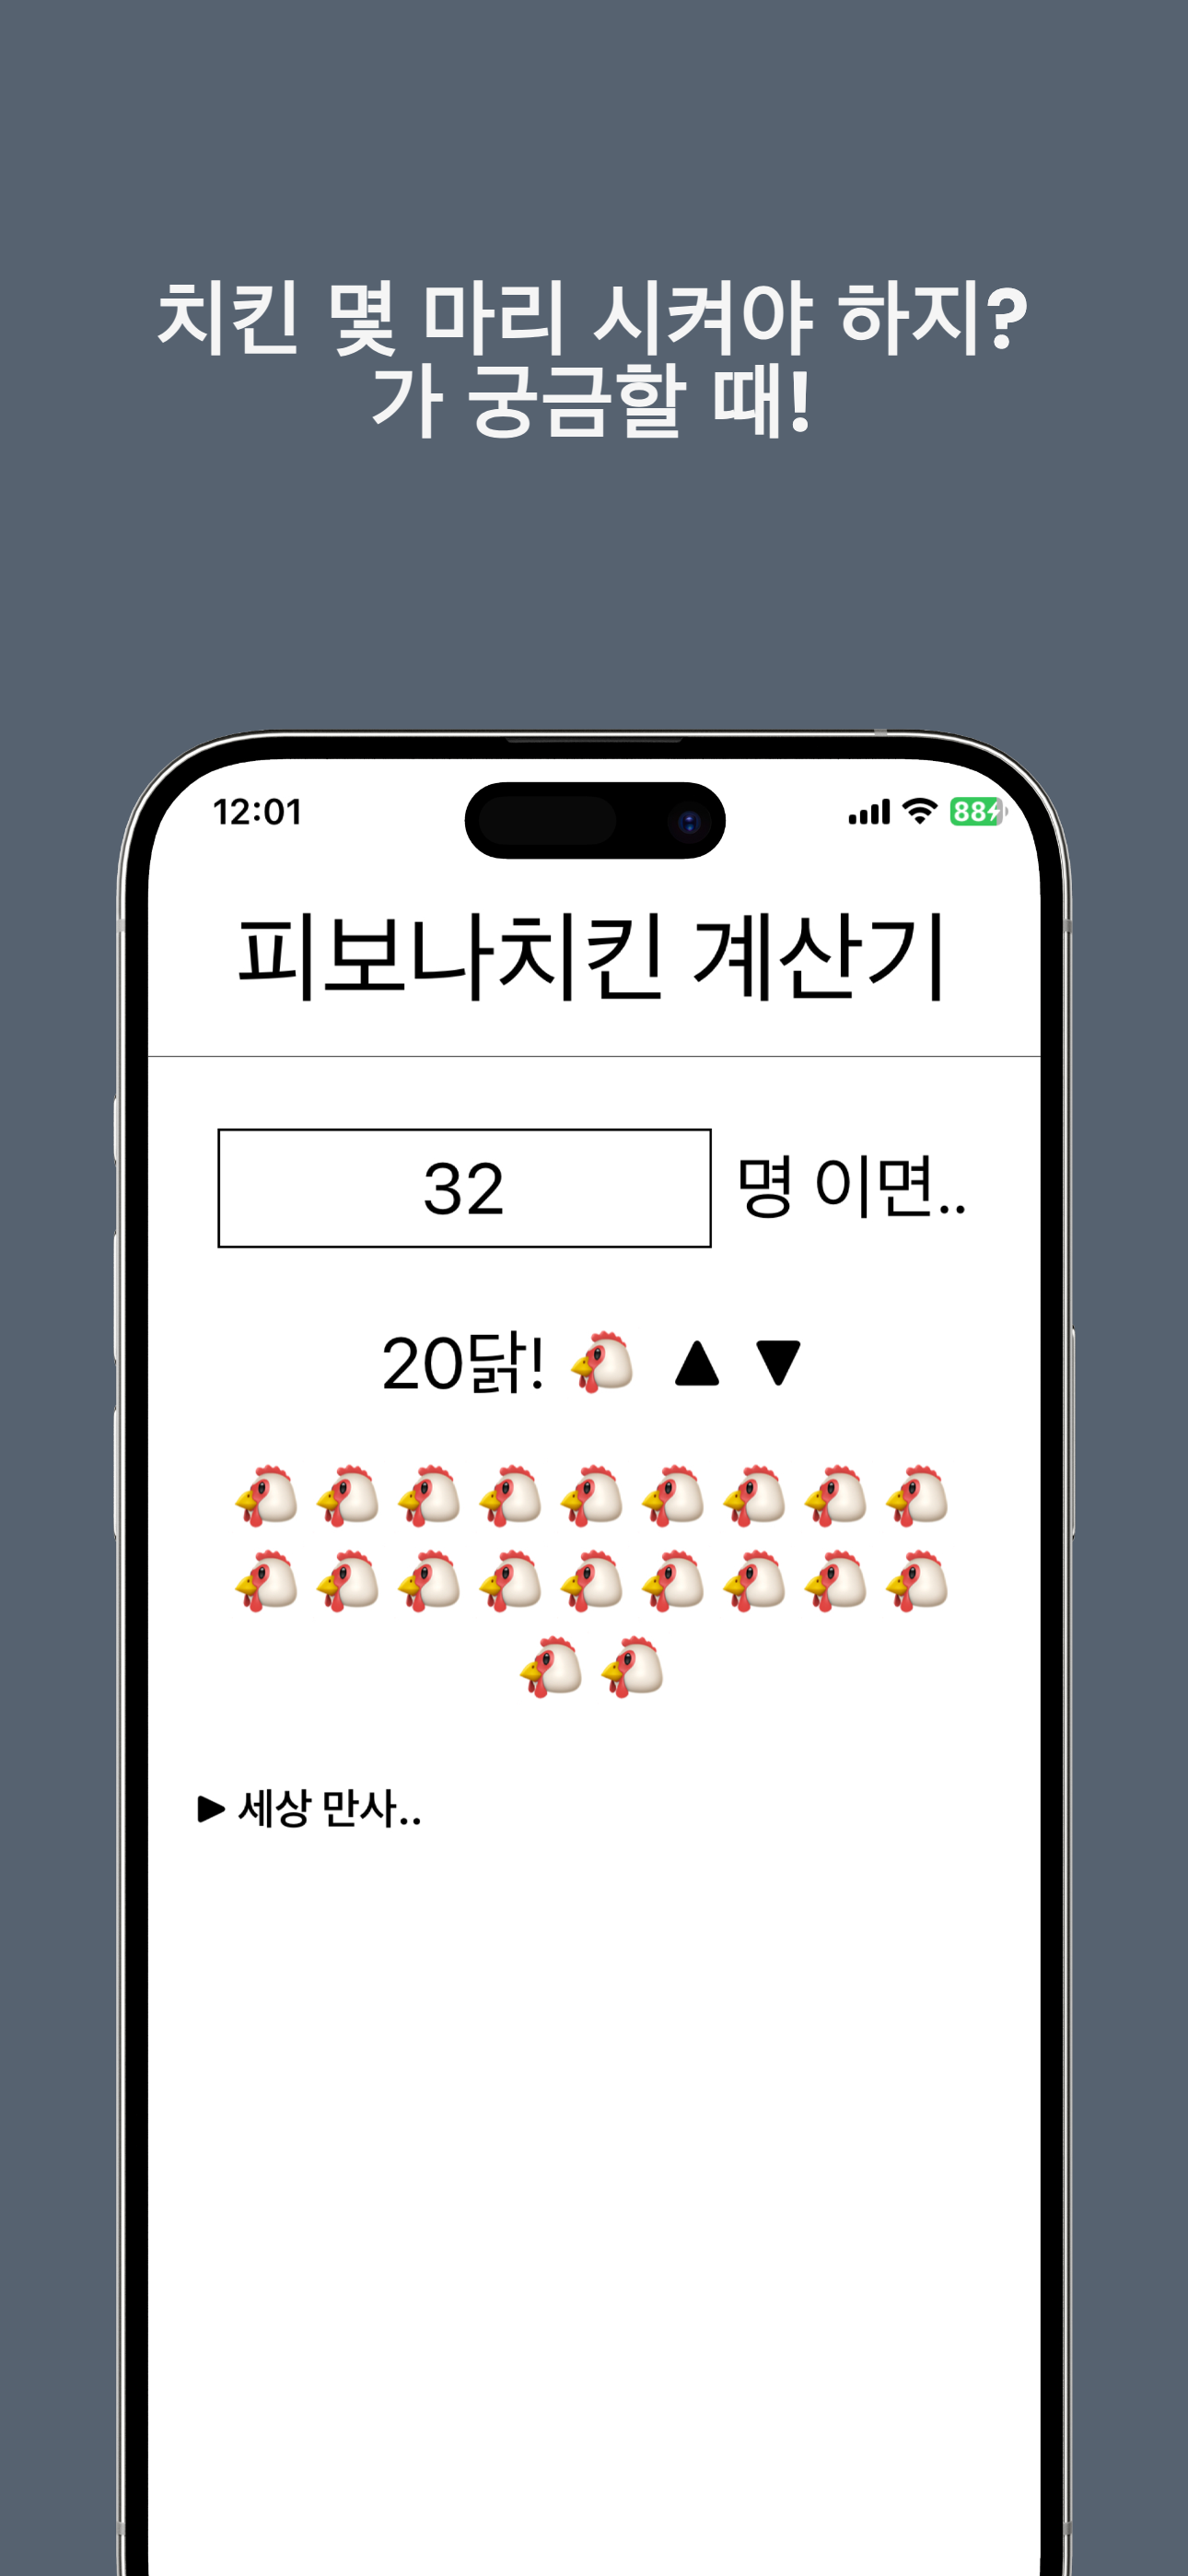 치킨 몇 마리 시켜야 하지?
가 궁금할 때!
12:01
88
피보나치킨 계산기
32 명 이면..
20닭! 🐔 ▲ ▼
🐔🐔🐔🐔🐔🐔🐔🐔🐔
🐔🐔🐔🐔🐔🐔🐔🐔🐔
🐔🐔
▶ 세상 만사..